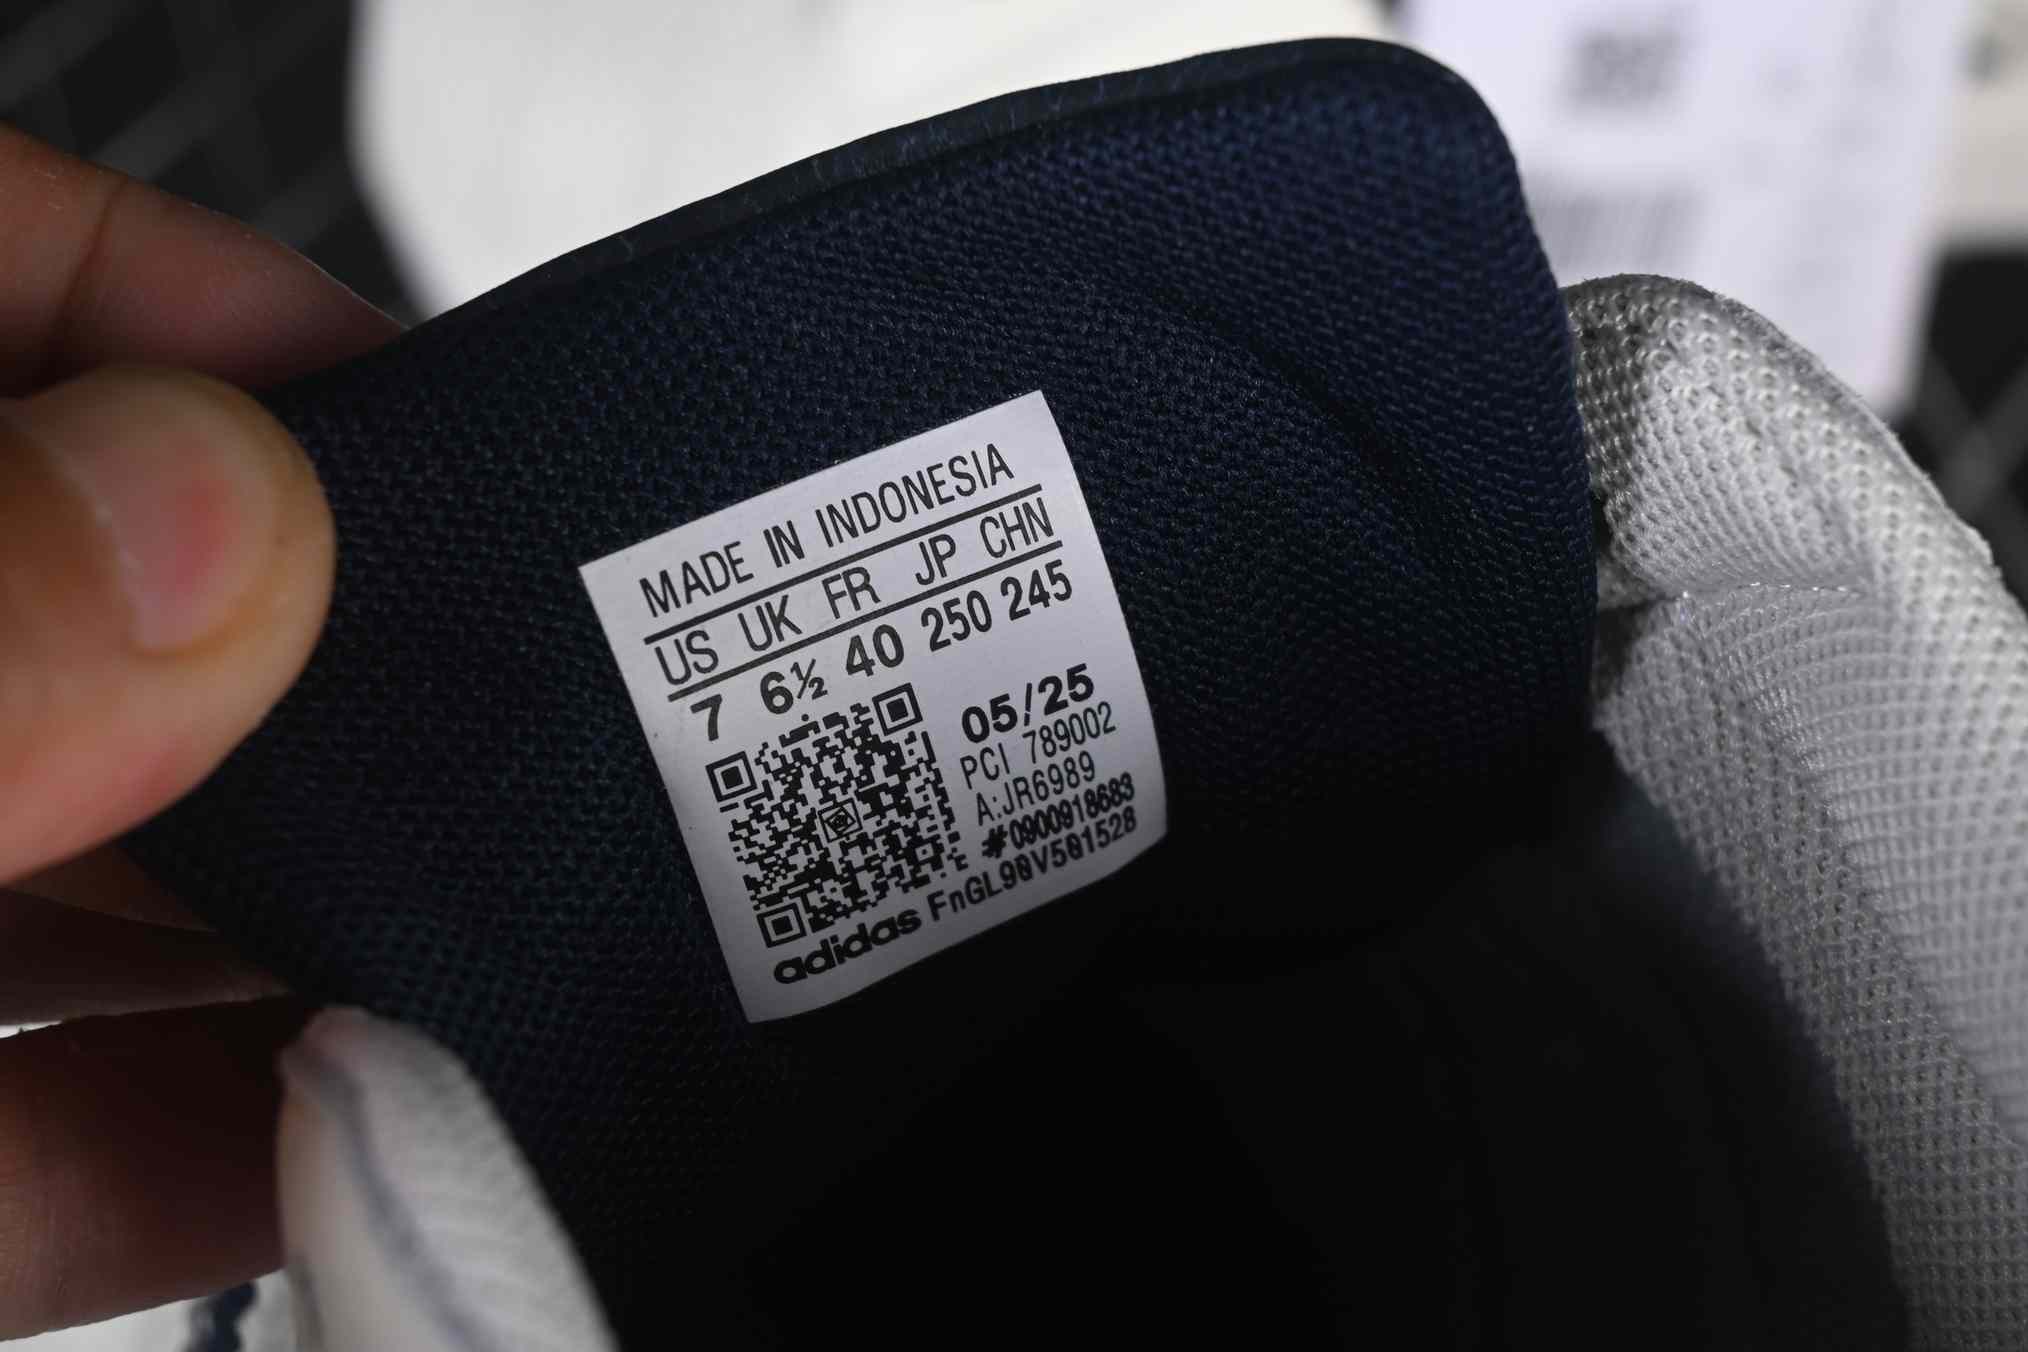 MADE IN INDONESIA
US UK FR JP CHN
7 6½ 40 250 245
05/25
PCI 789002
A:JR6989
#0900918683
adidas FnGL90V501528